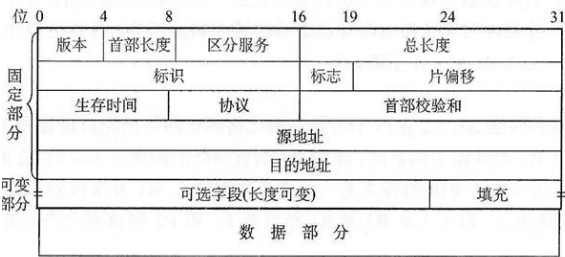 位 0 4 8 16 19 24 31
版本 首部长度 区分服务 总长度
标识 标志 片偏移
生存时间 协议 首部校验和
源地址
目的地址
可选字段(长度可变) 填充
数据部分
固定部分
可变部分